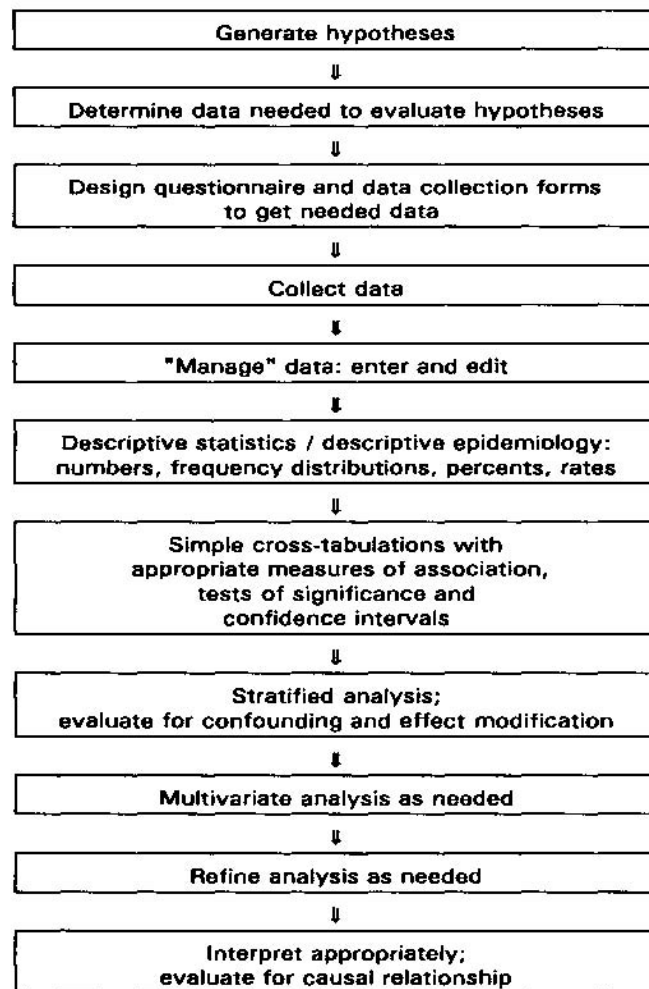 Generate hypotheses
⇓
Determine data needed to evaluate hypotheses
⇓
Design questionnaire and data collection forms
to get needed data
⇓
Collect data
⇓
"Manage" data: enter and edit
⇓
Descriptive statistics / descriptive epidemiology:
numbers, frequency distributions, percents, rates
⇓
Simple cross-tabulations with
appropriate measures of association,
tests of significance and
confidence intervals
⇓
Stratified analysis;
evaluate for confounding and effect modification
⇓
Multivariate analysis as needed
⇓
Refine analysis as needed
⇓
Interpret appropriately;
evaluate for causal relationship